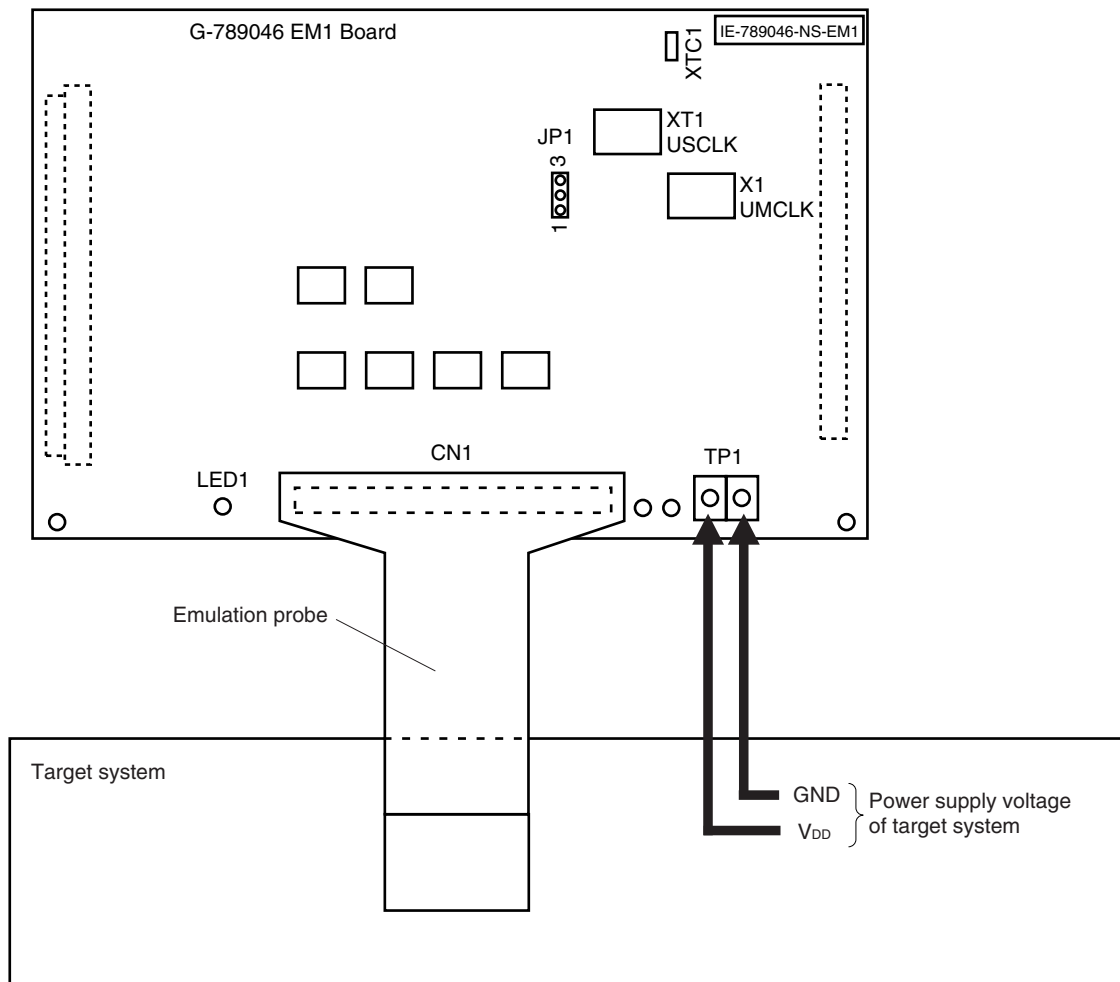 G-789046 EM1 Board
IE-789046-NS-EM1
XTC1
XT1
USCLK
JP1
3
1
X1
UMCLK
LED1
CN1
TP1
Emulation probe
Target system
GND
VDD
Power supply voltage
of target system